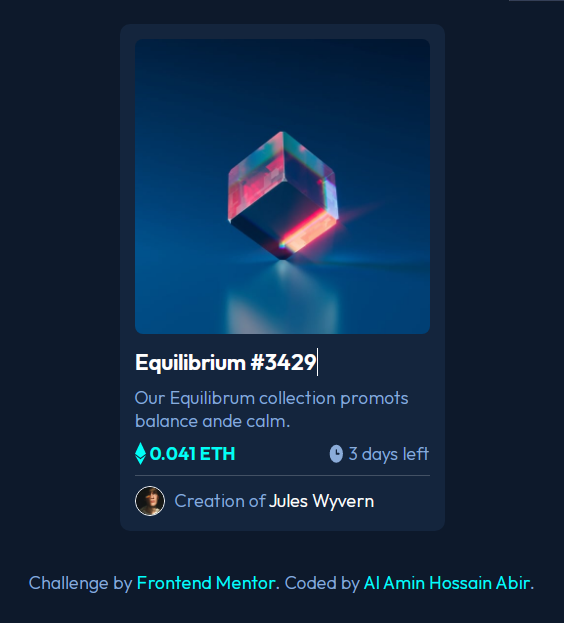 Equilibrium #3429
Our Equilibrum collection promots
balance ande calm.
0.041 ETH
3 days left
Creation of Jules Wyvern
Challenge by Frontend Mentor. Coded by Al Amin Hossain Abir.